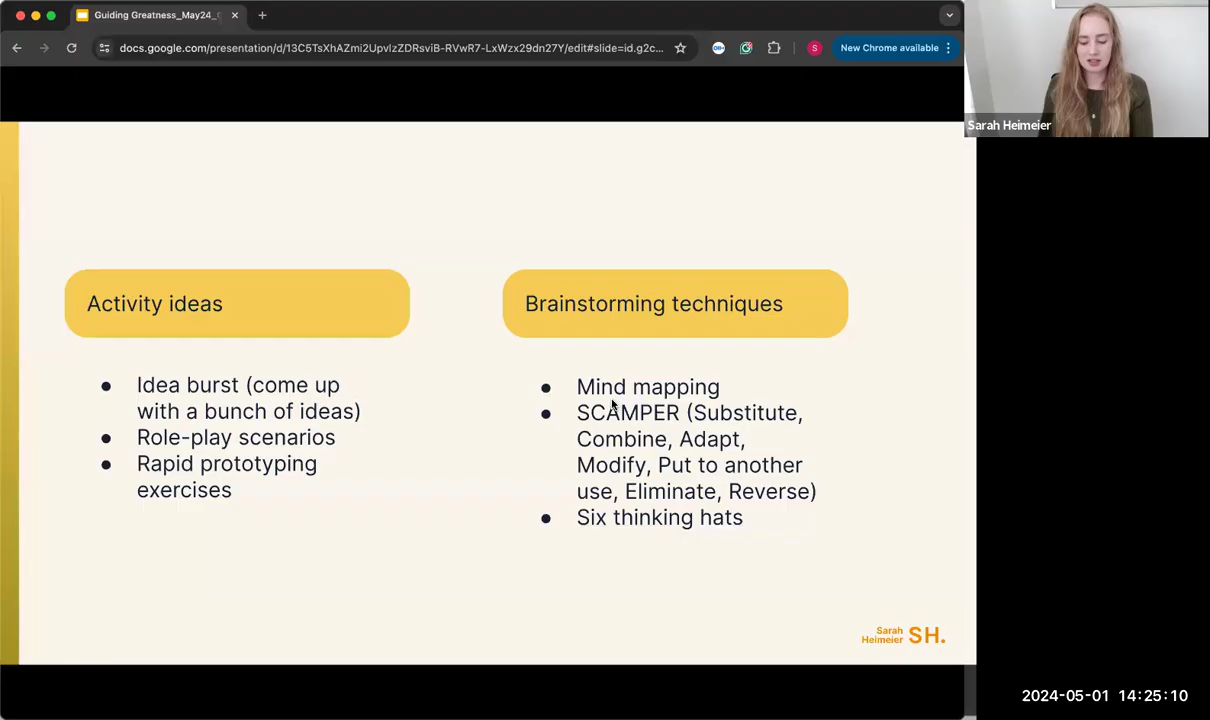 Guiding Greatness_May24_
docs.google.com/presentation/d/13C5TsXhAZmi2UpvlzZDRsviB-RVwR7-LxWzx29dn27Y/edit#slide=id.g2c...
S
New Chrome available
Sarah Heimeier
Activity ideas
● Idea burst (come up
with a bunch of ideas)
● Role-play scenarios
● Rapid prototyping
exercises
Brainstorming techniques
● Mind mapping
● SCAMPER (Substitute,
Combine, Adapt,
Modify, Put to another
use, Eliminate, Reverse)
● Six thinking hats
Sarah
Heimeier
SH.
2024-05-01 14:25:10